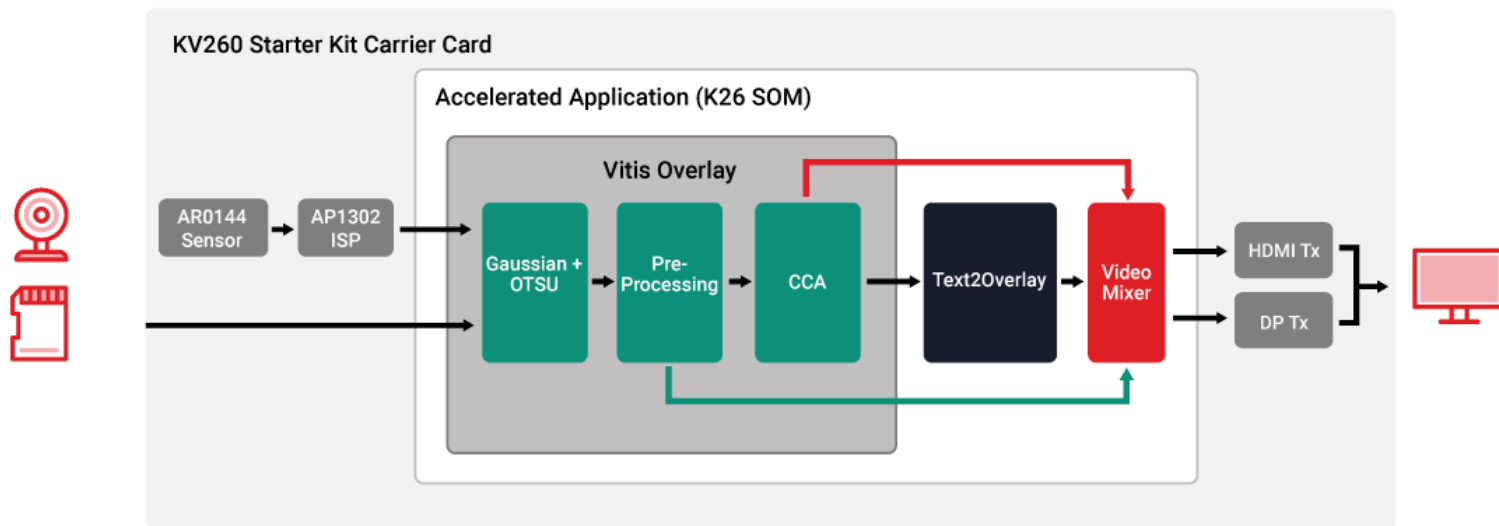 KV260 Starter Kit Carrier Card
Accelerated Application (K26 SOM)
Vitis Overlay
AR0144
Sensor
AP1302
ISP
Gaussian +
OTSU
Pre-
Processing
CCA
Text2Overlay
Video
Mixer
HDMI Tx
DP Tx